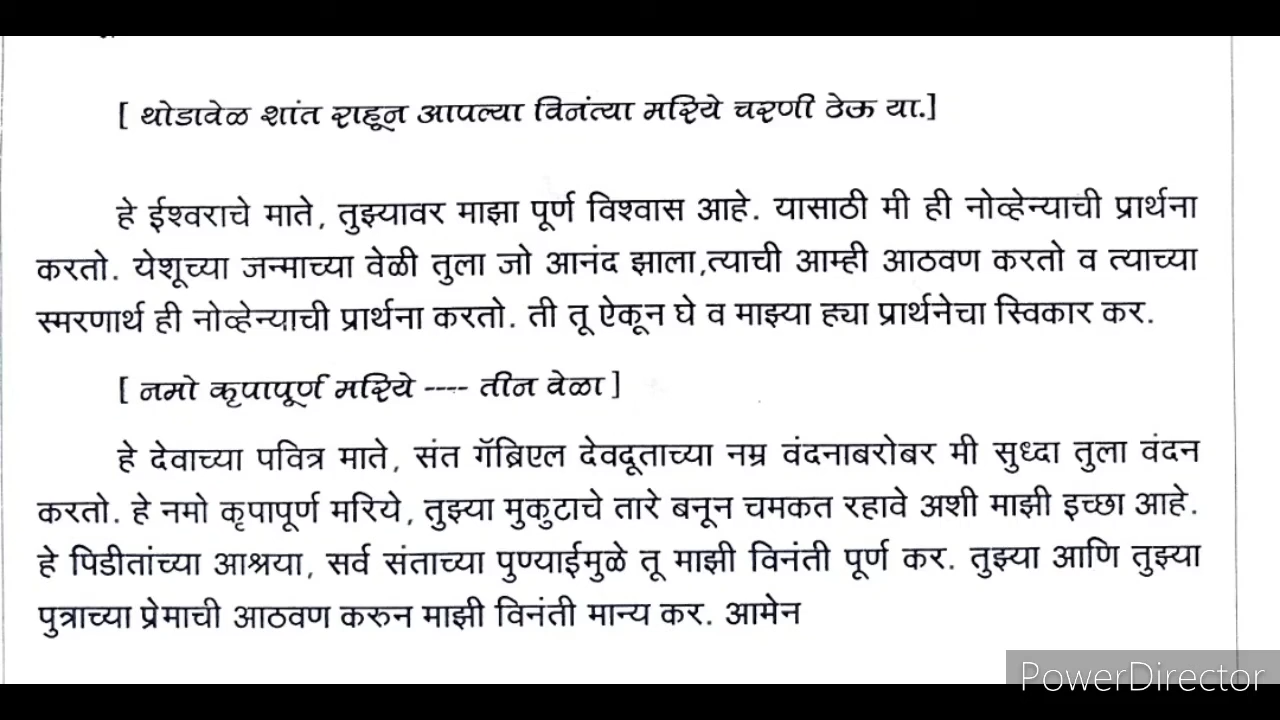 [ थोडावेळ शांत राहून आपल्या विनंत्या मरिये चरणी ठेऊ या.]
हे ईश्वराचे माते, तुझ्यावर माझा पूर्ण विश्वास आहे. यासाठी मी ही नोव्हेन्याची प्रार्थना
करतो. येशूच्या जन्माच्या वेळी तुला जो आनंद झाला,त्याची आम्ही आठवण करतो व त्याच्या
स्मरणार्थ ही नोव्हेन्याची प्रार्थना करतो. ती तू ऐकून घे व माझ्या ह्या प्रार्थनेचा स्विकार कर.
[ नमो कृपापूर्ण मरिये ---- तीन वेळा ]
हे देवाच्या पवित्र माते, संत गॅब्रिएल देवदूताच्या नम्र वंदनाबरोबर मी सुध्दा तुला वंदन
करतो. हे नमो कृपापूर्ण मरिये, तुझ्या मुकुटाचे तारे बनून चमकत रहावे अशी माझी इच्छा आहे.
हे पिडीतांच्या आश्रया, सर्व संताच्या पुण्याईमुळे तू माझी विनंती पूर्ण कर. तुझ्या आणि तुझ्या
पुत्राच्या प्रेमाची आठवण करुन माझी विनंती मान्य कर. आमेन
PowerDirector